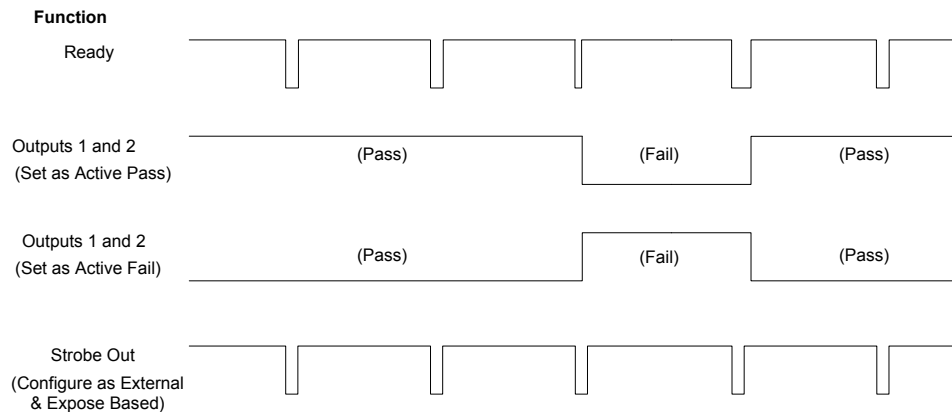 Function
Ready
Outputs 1 and 2
(Set as Active Pass)
(Pass)
(Fail)
(Pass)
Outputs 1 and 2
(Set as Active Fail)
(Pass)
(Fail)
(Pass)
Strobe Out
(Configure as External
& Expose Based)